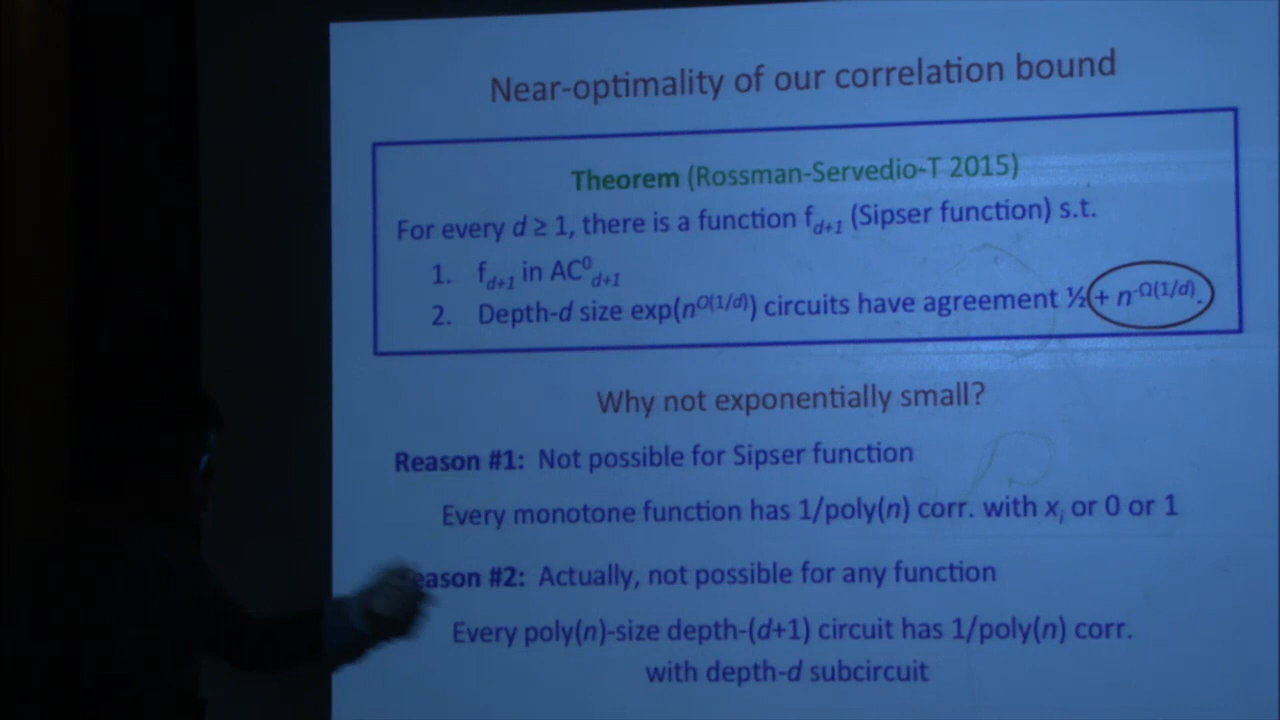 Near-optimality of our correlation bound
Theorem (Rossman-Servedio-T 2015)
For every d ≥ 1, there is a function f_{d+1} (Sipser function) s.t.
1. f_{d+1} in AC⁰_{d+1}
2. Depth-d size exp(n^{Ω(1/d)}) circuits have agreement ½ + n^{-Ω(1/d)}.
Why not exponentially small?
Reason #1: Not possible for Sipser function
Every monotone function has 1/poly(n) corr. with x_i or 0 or 1
eason #2: Actually, not possible for any function
Every poly(n)-size depth-(d+1) circuit has 1/poly(n) corr.
with depth-d subcircuit